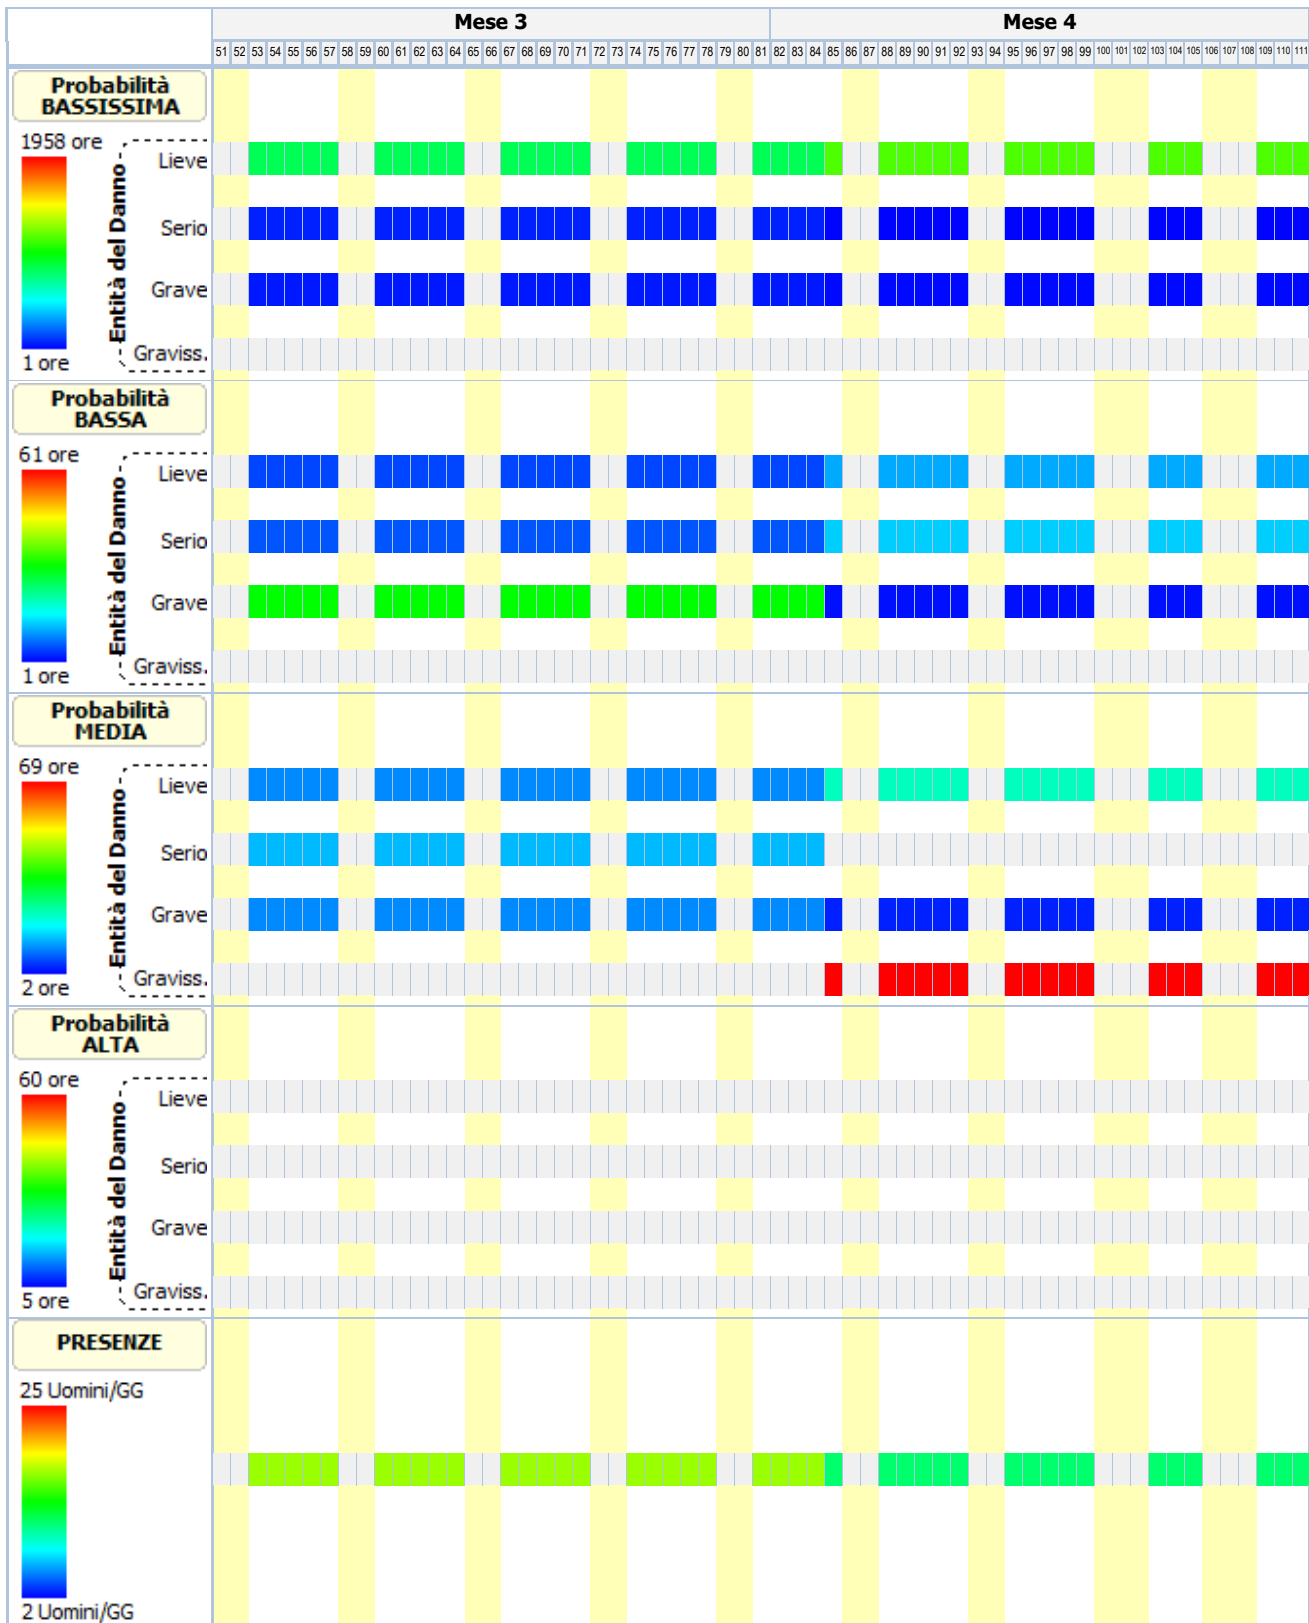 Mese 3 Mese 4
51 52 53 54 55 56 57 58 59 60 61 62 63 64 65 66 67 68 69 70 71 72 73 74 75 76 77 78 79 80 81 82 83 84 85 86 87 88 89 90 91 92 93 94 95 96 97 98 99 100 101 102 103 104 105 106 107 108 109 110 111
Probabilità
BASSISSIMA
1958 ore
Entità del Danno
Lieve
Serio
Grave
Graviss.
1 ore
Probabilità
BASSA
61 ore
Entità del Danno
Lieve
Serio
Grave
Graviss.
1 ore
Probabilità
MEDIA
69 ore
Entità del Danno
Lieve
Serio
Grave
Graviss.
2 ore
Probabilità
ALTA
60 ore
Entità del Danno
Lieve
Serio
Grave
Graviss.
5 ore
PRESENZE
25 Uomini/GG
2 Uomini/GG